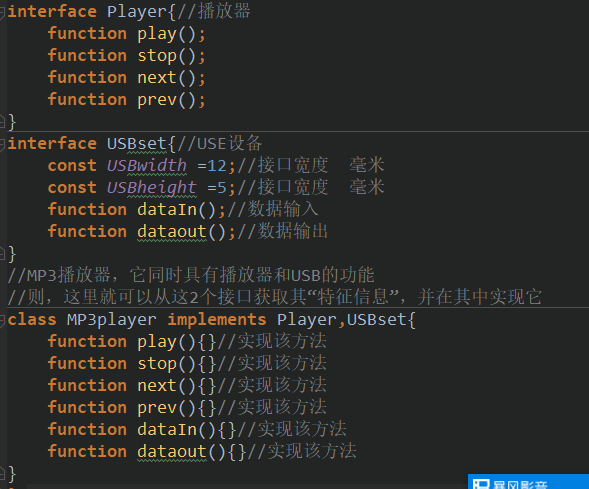 interface Player{//播放器
    function play();
    function stop();
    function next();
    function prev();
}
interface USBset{//USE设备
    const USBwidth =12;//接口宽度  毫米
    const USBheight =5;//接口宽度  毫米
    function dataIn();//数据输入
    function dataout();//数据输出
}
//MP3播放器，它同时具有播放器和USB的功能
//则，这里就可以从这2个接口获取其“特征信息”，并在其中实现它
class MP3player implements Player,USBset{
    function play(){}//实现该方法
    function stop(){}//实现该方法
    function next(){}//实现该方法
    function prev(){}//实现该方法
    function dataIn(){}//实现该方法
    function dataout(){}//实现该方法
}
暴风影音